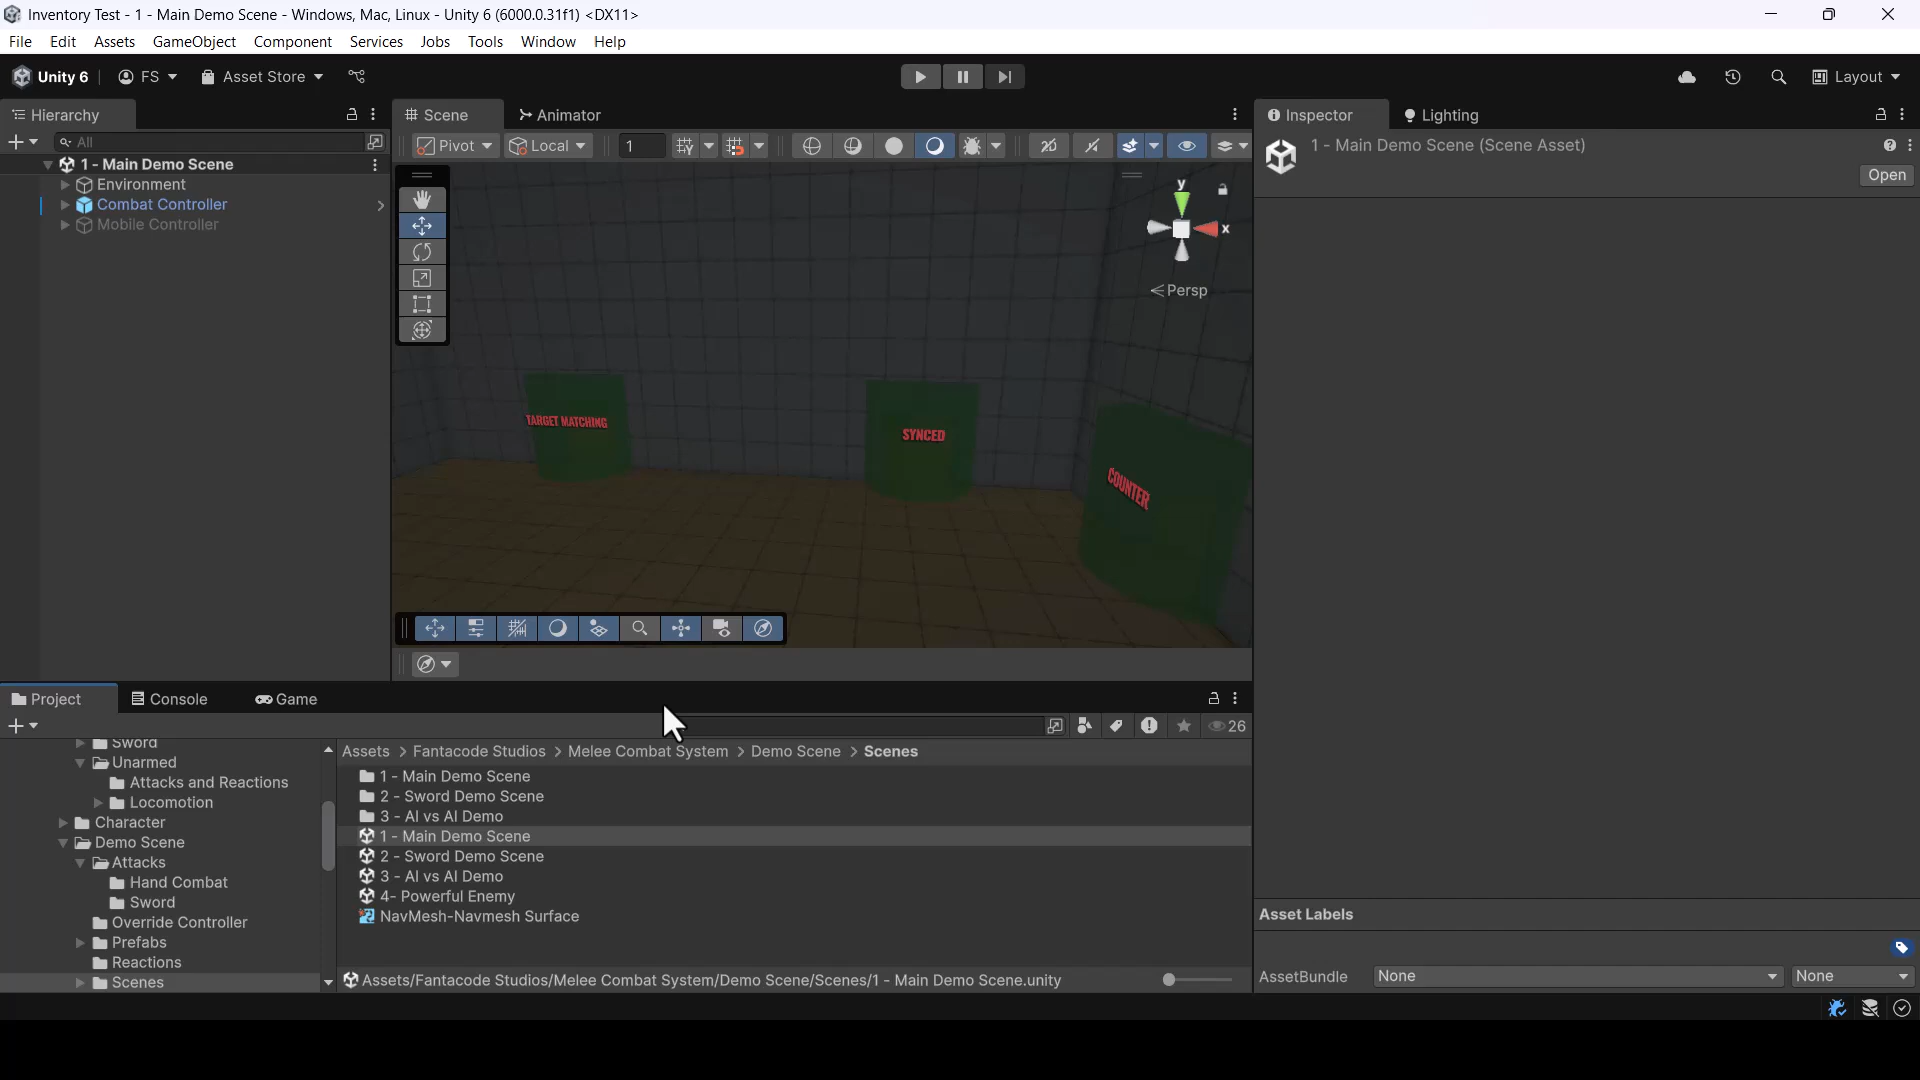 Inventory Test - 1 - Main Demo Scene - Windows, Mac, Linux - Unity 6 (6000.0.31f1) <DX11>
File Edit Assets GameObject Component Services Jobs Tools Window Help
Unity 6 FS Asset Store Layout
Hierarchy
All
1 - Main Demo Scene
Environment
Combat Controller
Mobile Controller
Scene Animator
Pivot Local 1 2D
y
x
Persp
TARGET MATCHING
SYNCED
COUNTER
Inspector Lighting
1 - Main Demo Scene (Scene Asset)
Open
Project Console Game
26
Sword
Unarmed
Attacks and Reactions
Locomotion
Character
Demo Scene
Attacks
Hand Combat
Sword
Override Controller
Prefabs
Reactions
Scenes
Assets > Fantacode Studios > Melee Combat System > Demo Scene > Scenes
1 - Main Demo Scene
2 - Sword Demo Scene
3 - AI vs AI Demo
1 - Main Demo Scene
2 - Sword Demo Scene
3 - AI vs AI Demo
4- Powerful Enemy
NavMesh-Navmesh Surface
Assets/Fantacode Studios/Melee Combat System/Demo Scene/Scenes/1 - Main Demo Scene.unity
Asset Labels
AssetBundle None None